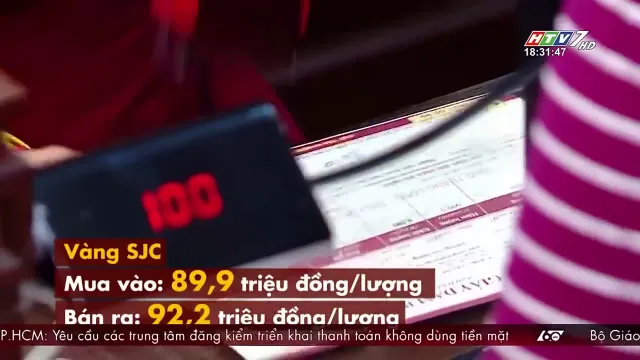 HTV7 HD
18:31:47
100
Vàng SJC
Mua vào: 89,9 triệu đồng/lượng
Bán ra: 92,2 triệu đồng/lượng
P.HCM: Yêu cầu các trung tâm đăng kiểm triển khai thanh toán không dùng tiền mặt
Bộ Giáo